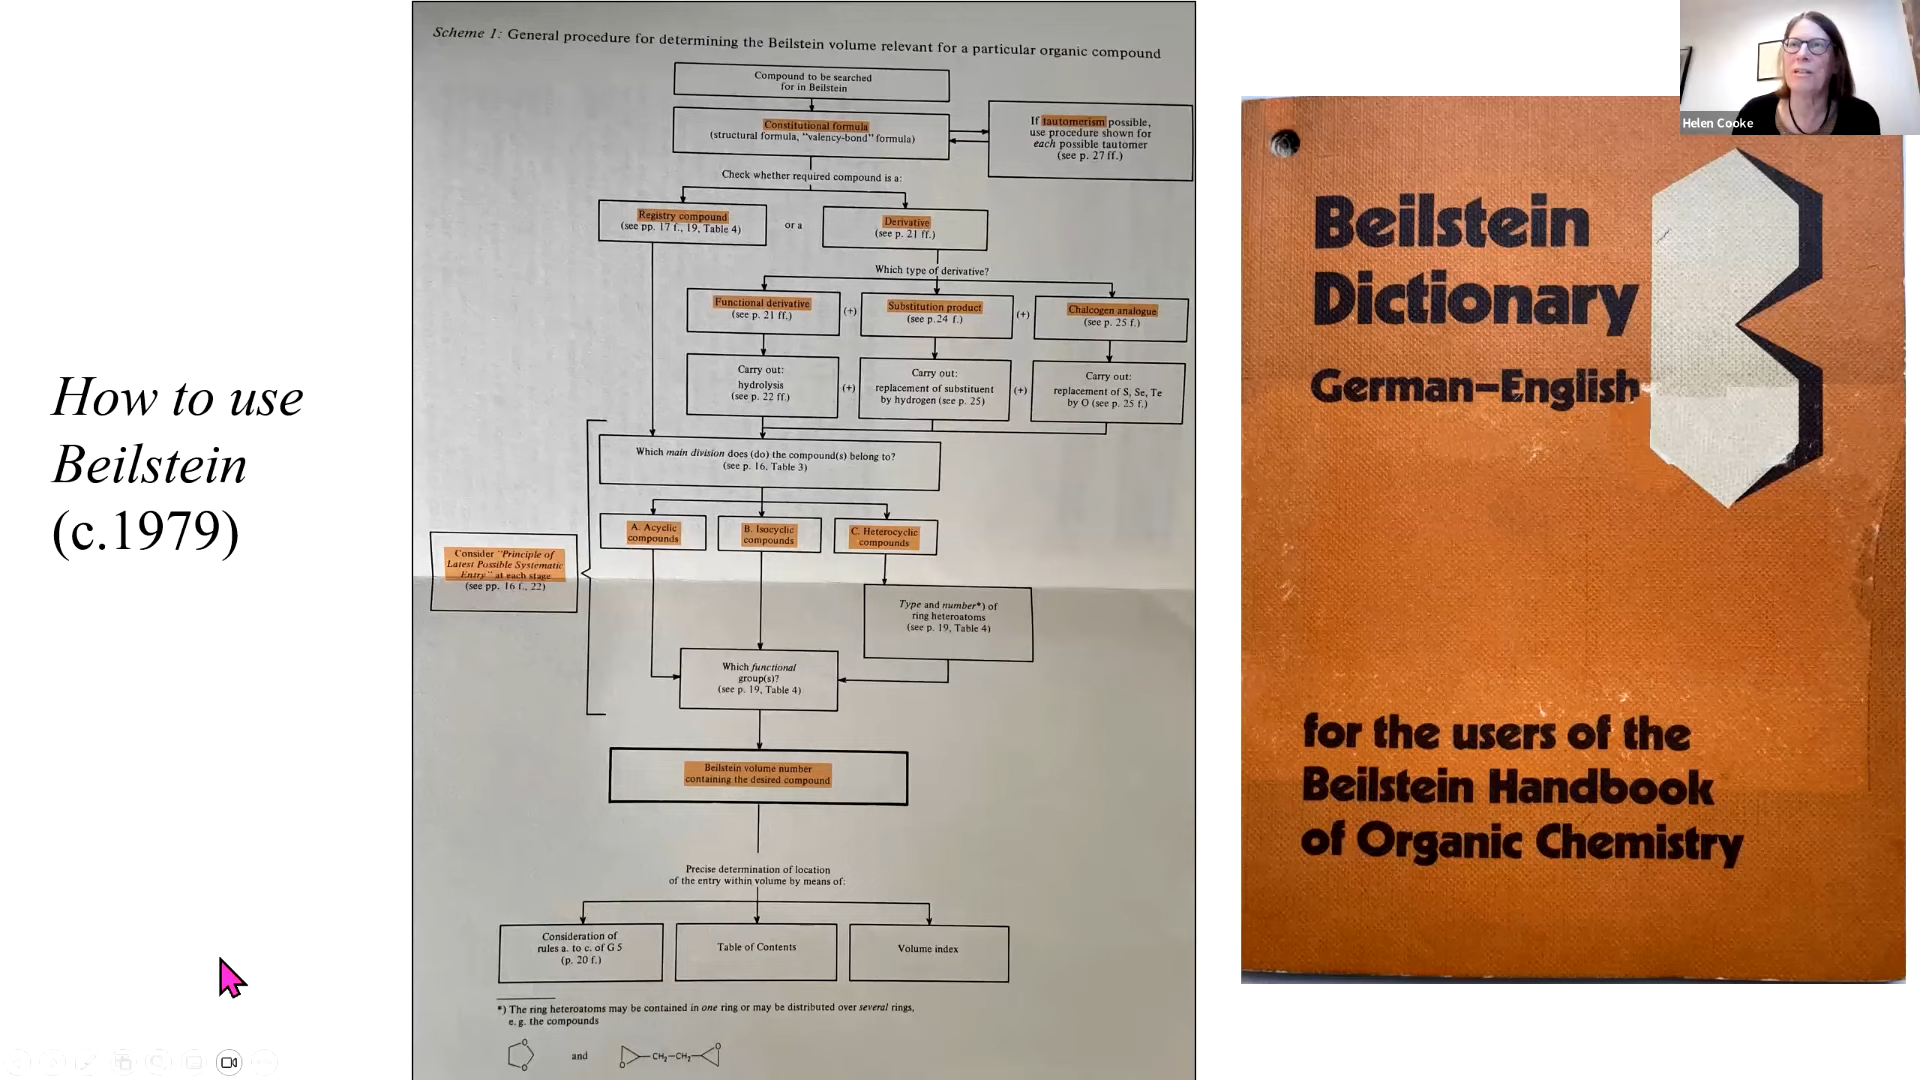 How to use
Beilstein
(c.1979)
Scheme 1: General procedure for determining the Beilstein volume relevant for a particular organic compound
Compound to be searched
for in Beilstein
Constitutional formula
(structural formula, "valency-bond" formula)
If tautomerism possible,
use procedure shown for
each possible tautomer
(see p. 27 ff.)
Check whether required compound is a:
Registry compound
(see pp. 17 f., 19, Table 4)
or a
Derivative
(see p. 21 ff.)
Which type of derivative?
Functional derivative
(see p. 21 ff.)
(+)
Substitution product
(see p.24 f.)
(+)
Chalcogen analogue
(see p. 25 f.)
Carry out:
hydrolysis
(see p. 22 ff.)
(+)
Carry out:
replacement of substituent
by hydrogen (see p. 25)
(+)
Carry out:
replacement of S, Se, Te
by O (see p. 25 f.)
Which main division does (do) the compound(s) belong to?
(see p. 16, Table 3)
A. Acyclic
compounds
B. Isocyclic
compounds
C. Heterocyclic
compounds
Consider "Principle of
Latest Possible Systematic
Entry" at each stage
(see pp. 16 f., 22)
Type and number*) of
ring heteroatoms
(see p. 19, Table 4)
Which functional
group(s)?
(see p. 19, Table 4)
Beilstein volume number
containing the desired compound
Precise determination of location
of the entry within volume by means of:
Consideration of
rules a. to c. of G 5
(p. 20 f.)
Table of Contents
Volume index
*) The ring heteroatoms may be contained in one ring or may be distributed over several rings,
e. g. the compounds
O
O
and
O
CH2—CH2
O
Beilstein
Dictionary
German–English
for the users of the
Beilstein Handbook
of Organic Chemistry
Helen Cooke